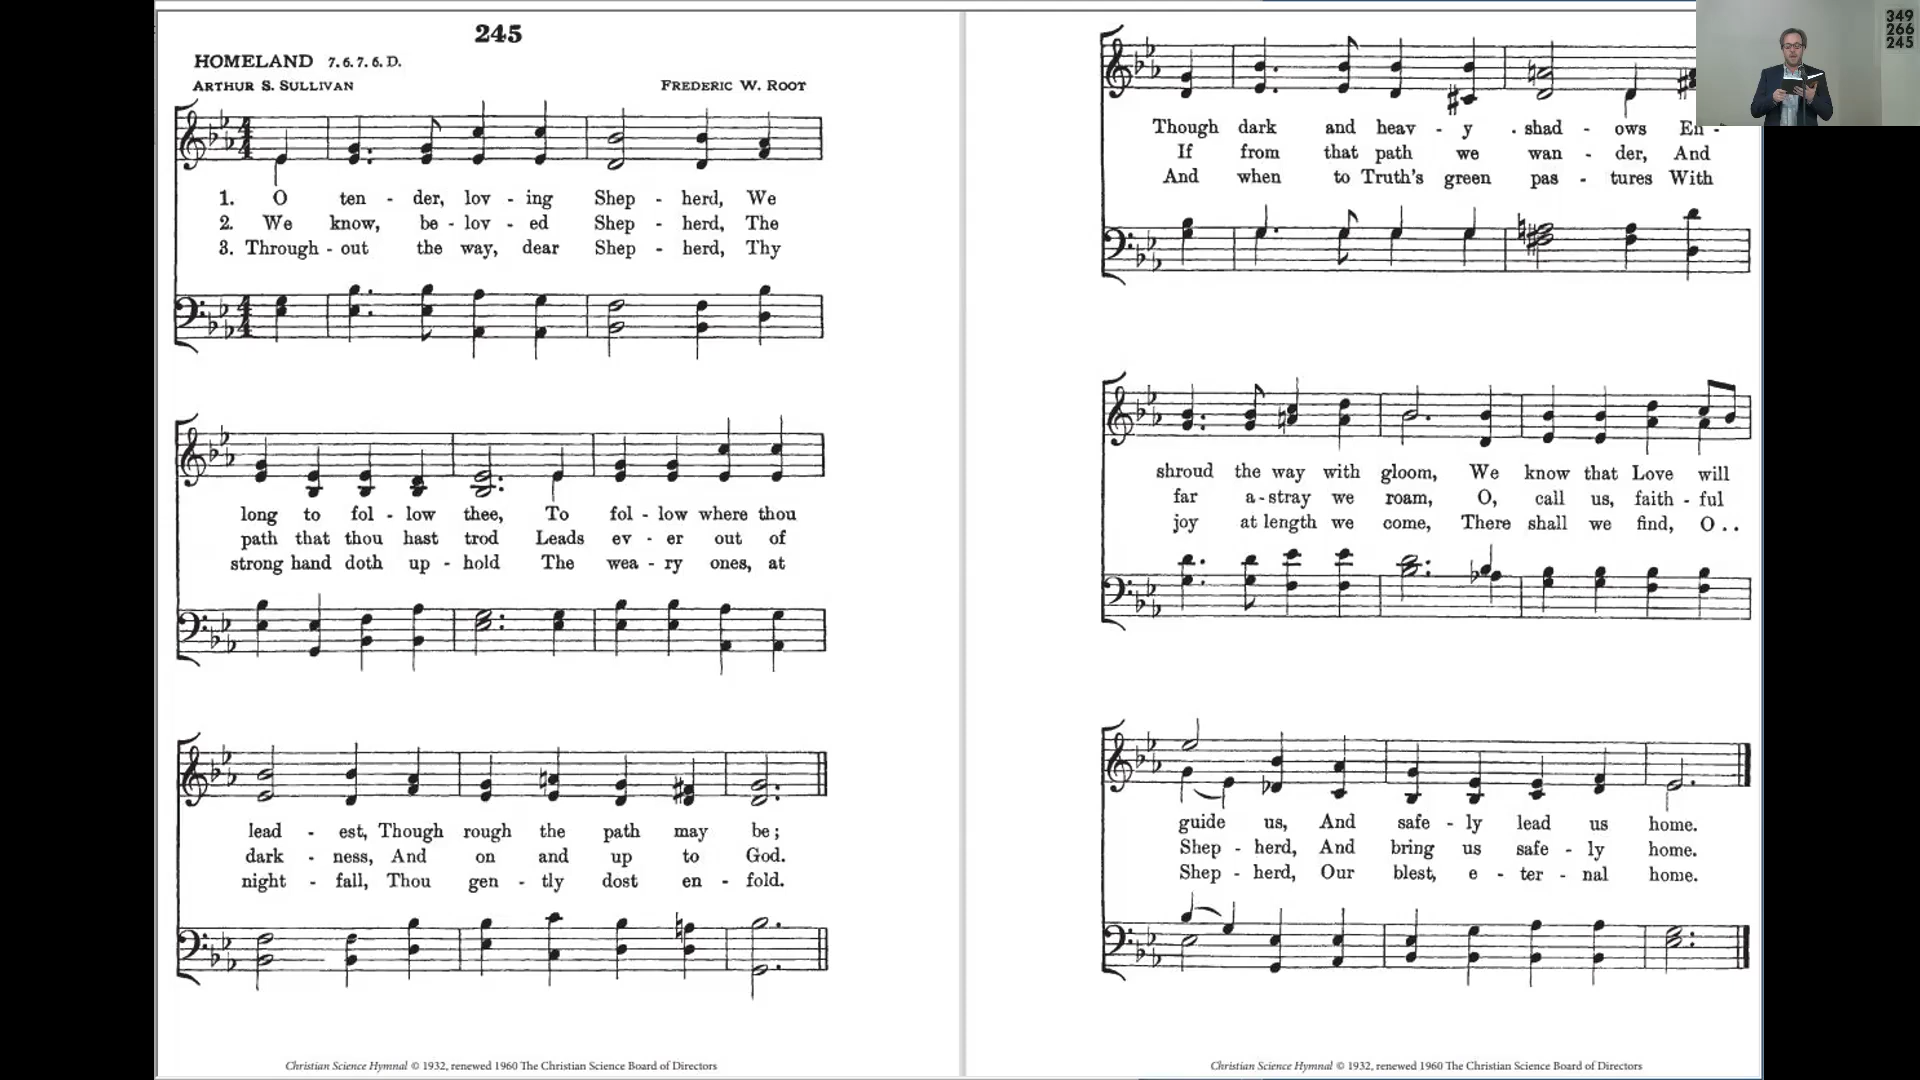 245
HOMELAND 7. 6. 7. 6. D.
ARTHUR S. SULLIVAN FREDERIC W. ROOT
1. O ten - der, lov - ing Shep - herd, We
2. We know, be - lov - ed Shep - herd, The
3. Through - out the way, dear Shep - herd, Thy
long to fol - low thee, To fol - low where thou
path that thou hast trod Leads ev - er out of
strong hand doth up - hold The wea - ry ones, at
lead - est, Though rough the path may be;
dark - ness, And on and up to God.
night - fall, Thou gen - tly dost en - fold.
Christian Science Hymnal © 1932, renewed 1960 The Christian Science Board of Directors
Though dark and heav - y shad - ows En -
If from that path we wan - der, And
And when to Truth's green pas - tures With
shroud the way with gloom, We know that Love will
far a - stray we roam, O, call us, faith - ful
joy at length we come, There shall we find, O . .
guide us, And safe - ly lead us home.
Shep - herd, And bring us safe - ly home.
Shep - herd, Our blest, e - ter - nal home.
Christian Science Hymnal © 1932, renewed 1960 The Christian Science Board of Directors
349
266
245